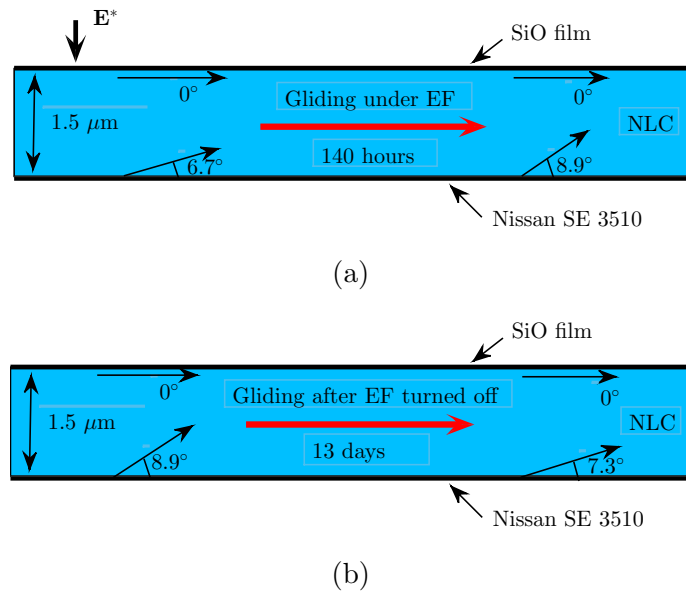 E*
SiO film
0°
0°
Gliding under EF
1.5 μm
NLC
140 hours
6.7°
8.9°
Nissan SE 3510
(a)
SiO film
0°
0°
Gliding after EF turned off
1.5 μm
NLC
13 days
8.9°
7.3°
Nissan SE 3510
(b)